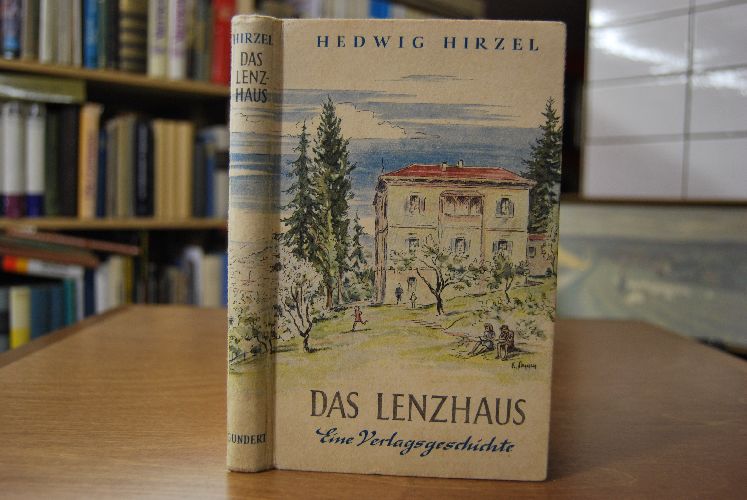 HIRZEL
DAS
LENZ-
HAUS
GUNDERT
HEDWIG HIRZEL
DAS LENZHAUS
Eine Verlagsgeschichte